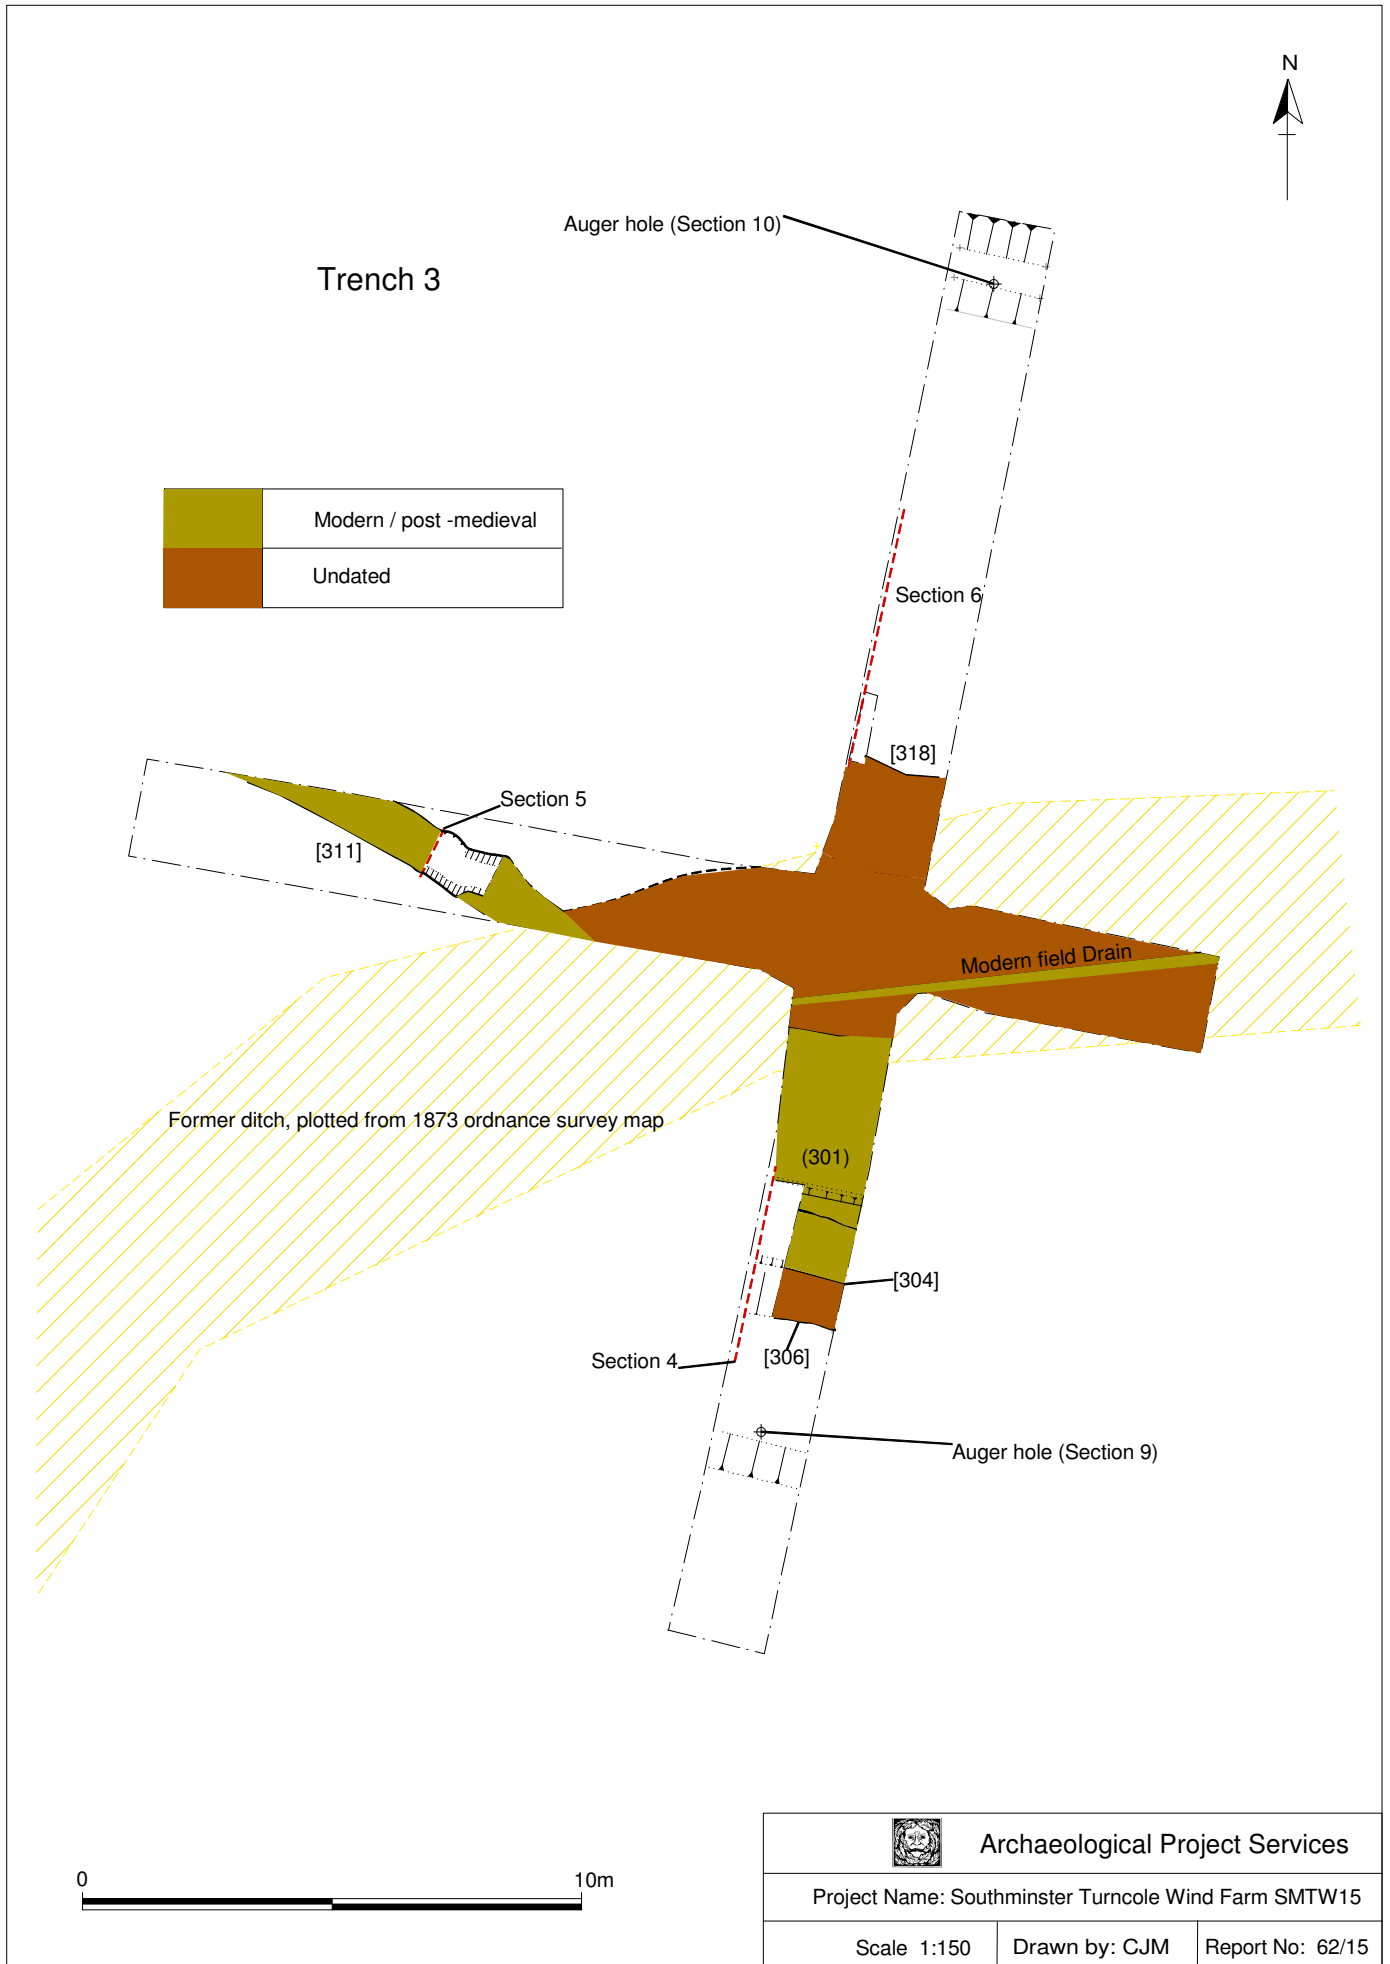 N
Auger hole (Section 10)
Trench 3
Modern / post -medieval
Undated
Section 6
[318]
Section 5
[311]
Modern field Drain
Former ditch, plotted from 1873 ordnance survey map
(301)
[304]
Section 4
[306]
Auger hole (Section 9)
0 10m
Archaeological Project Services
Project Name: Southminster Turncole Wind Farm SMTW15
Scale 1:150 Drawn by: CJM Report No: 62/15